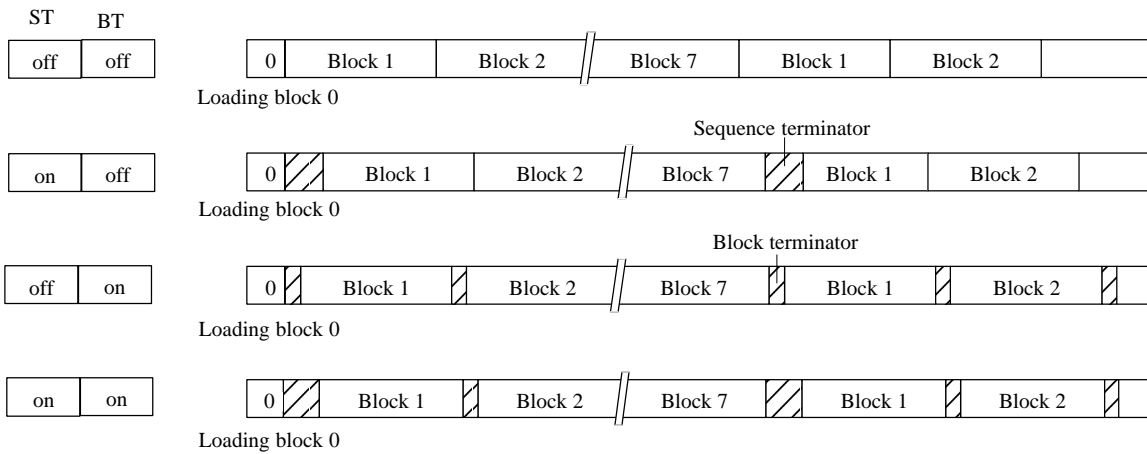 ST BT
off off 0 Block 1 Block 2 Block 7 Block 1 Block 2
Loading block 0
Sequence terminator
on off 0 Block 1 Block 2 Block 7 Block 1 Block 2
Loading block 0
Block terminator
off on 0 Block 1 Block 2 Block 7 Block 1 Block 2
Loading block 0
on on 0 Block 1 Block 2 Block 7 Block 1 Block 2
Loading block 0